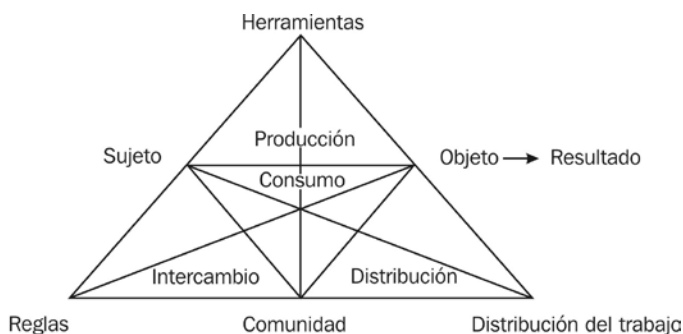 Herramientas
Producción
Sujeto
Objeto → Resultado
Consumo
Intercambio
Distribución
Reglas
Comunidad
Distribución del trabajo